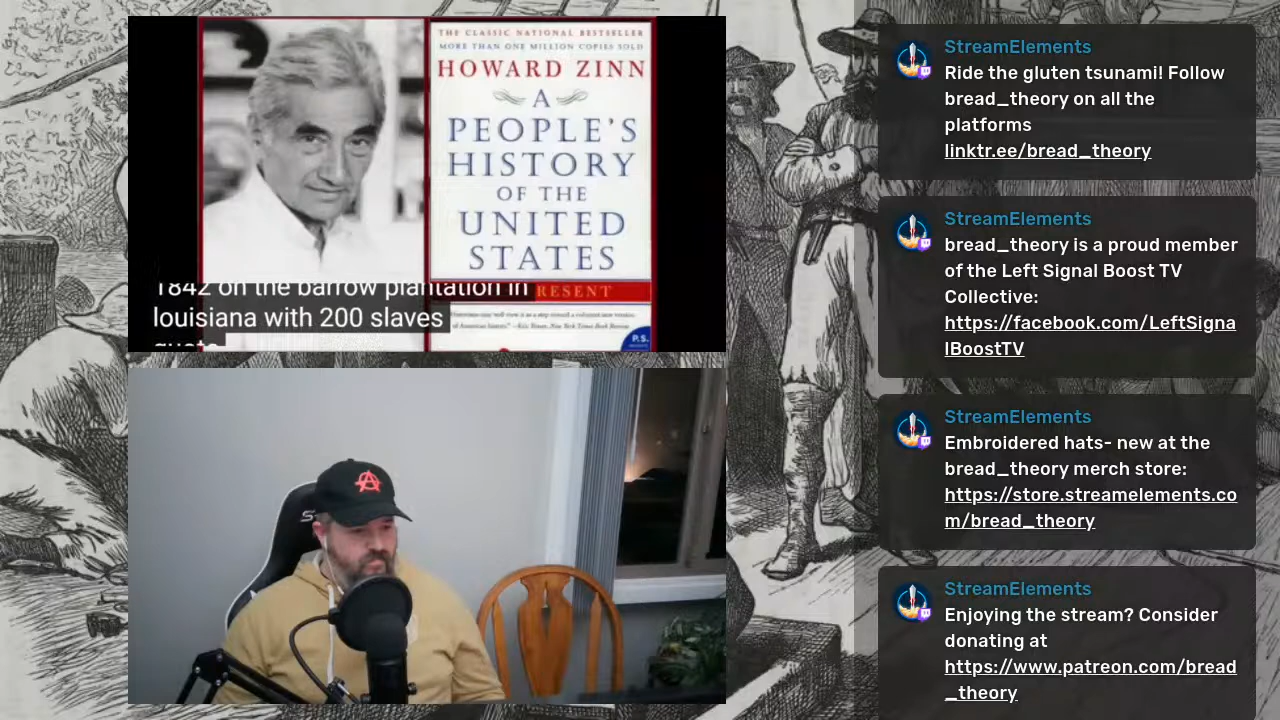 THE CLASSIC NATIONAL BESTSELLER
MORE THAN ONE MILLION COPIES SOLD
HOWARD ZINN
A
PEOPLE'S
HISTORY
OF THE
UNITED
STATES
RESENT
P.S.
1842 on the barrow plantation in
louisiana with 200 slaves
quote
StreamElements
Ride the gluten tsunami! Follow
bread_theory on all the
platforms
linktr.ee/bread_theory
StreamElements
bread_theory is a proud member
of the Left Signal Boost TV
Collective:
https://facebook.com/LeftSigna
lBoostTV
StreamElements
Embroidered hats- new at the
bread_theory merch store:
https://store.streamelements.co
m/bread_theory
StreamElements
Enjoying the stream? Consider
donating at
https://www.patreon.com/bread
_theory